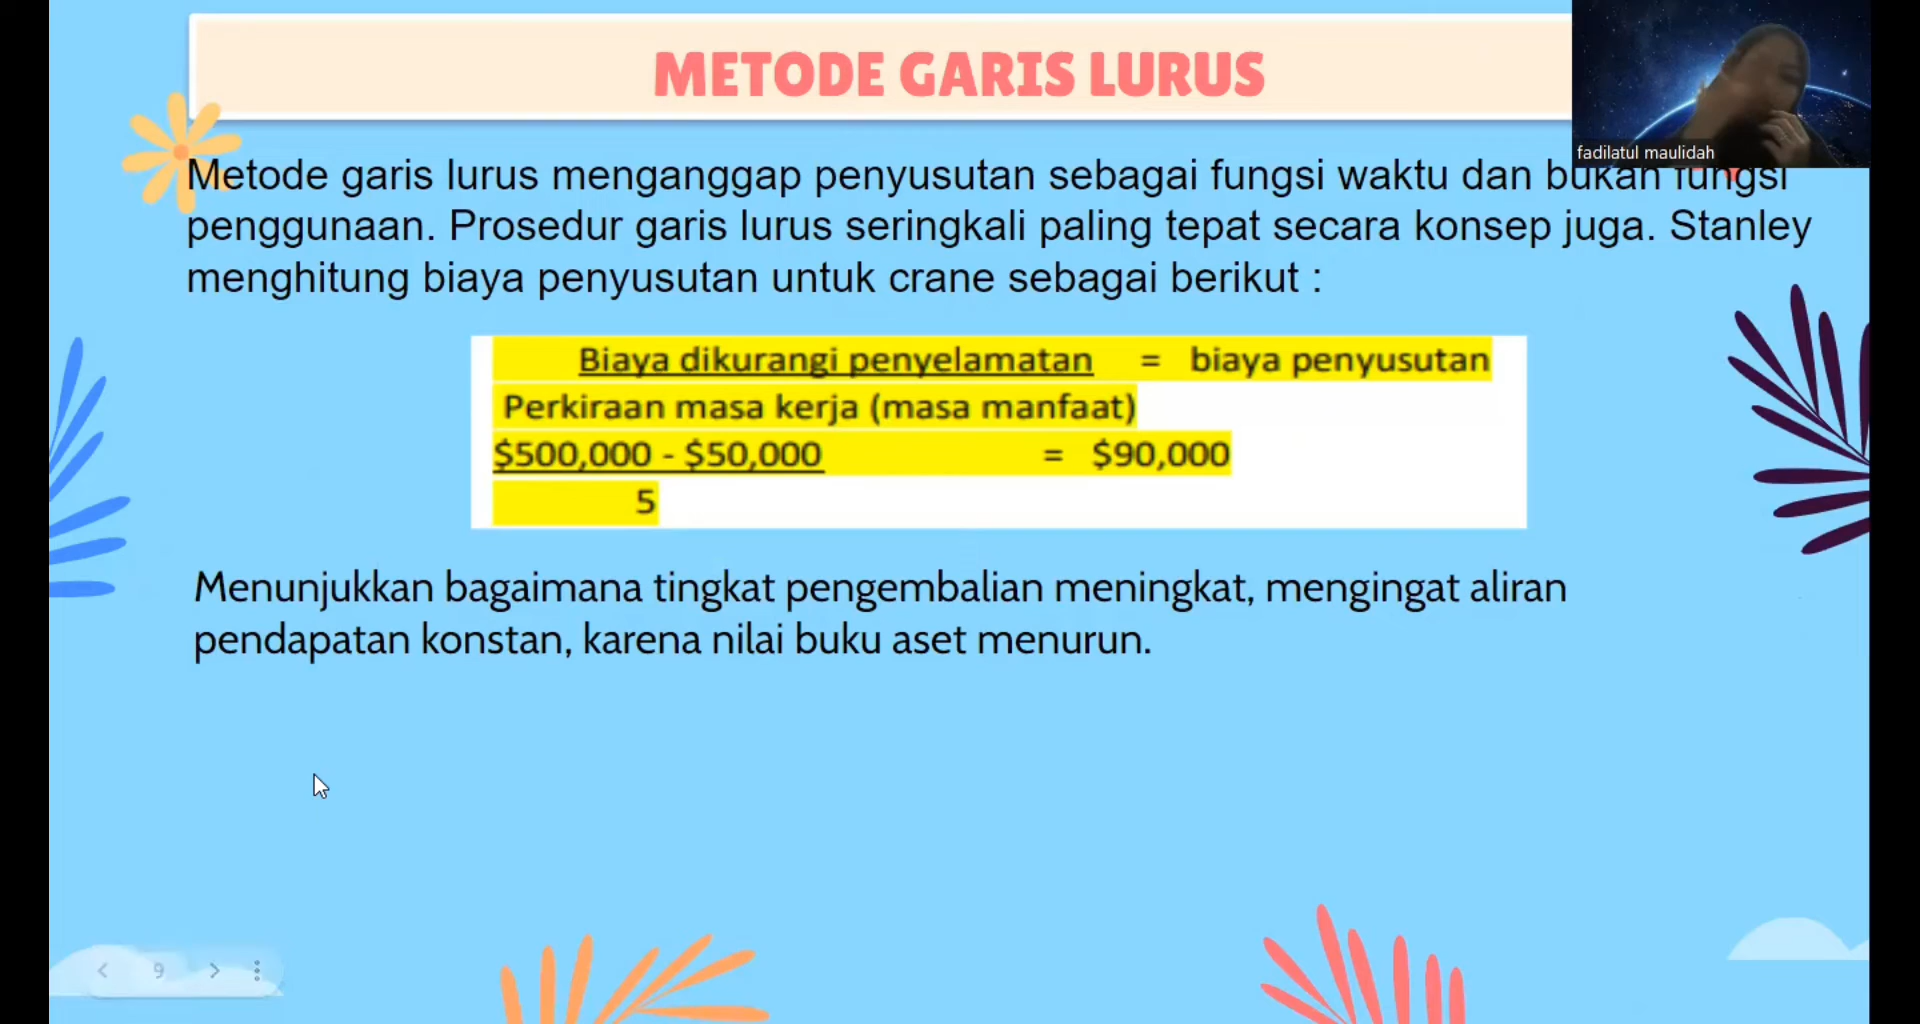 METODE GARIS LURUS
fadilatul maulidah
Metode garis lurus menganggap penyusutan sebagai fungsi waktu dan bukan fungsi
penggunaan. Prosedur garis lurus seringkali paling tepat secara konsep juga. Stanley
menghitung biaya penyusutan untuk crane sebagai berikut :
Biaya dikurangi penyelamatan = biaya penyusutan
Perkiraan masa kerja (masa manfaat)
$500,000 - $50,000 = $90,000
5
Menunjukkan bagaimana tingkat pengembalian meningkat, mengingat aliran
pendapatan konstan, karena nilai buku aset menurun.
9